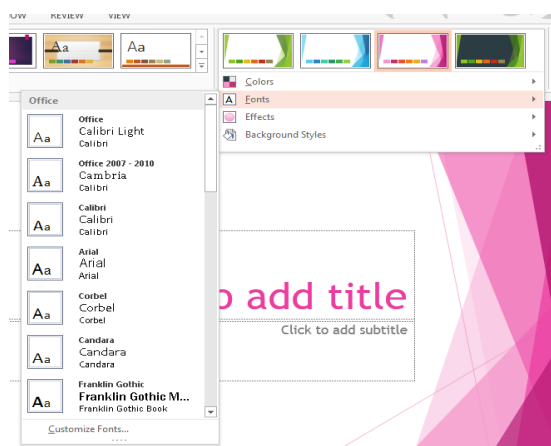 REVIEW VIEW
Aa
Aa
Colors
Fonts
Effects
Background Styles
Office
Aa
Office
Calibri Light
Calibri
Aa
Office 2007 - 2010
Cambria
Calibri
Aa
Calibri
Calibri
Calibri
Aa
Arial
Arial
Arial
Aa
Corbel
Corbel
Corbel
Aa
Candara
Candara
Candara
Aa
Franklin Gothic
Franklin Gothic M...
Franklin Gothic Book
Customize Fonts...
add title
Click to add subtitle